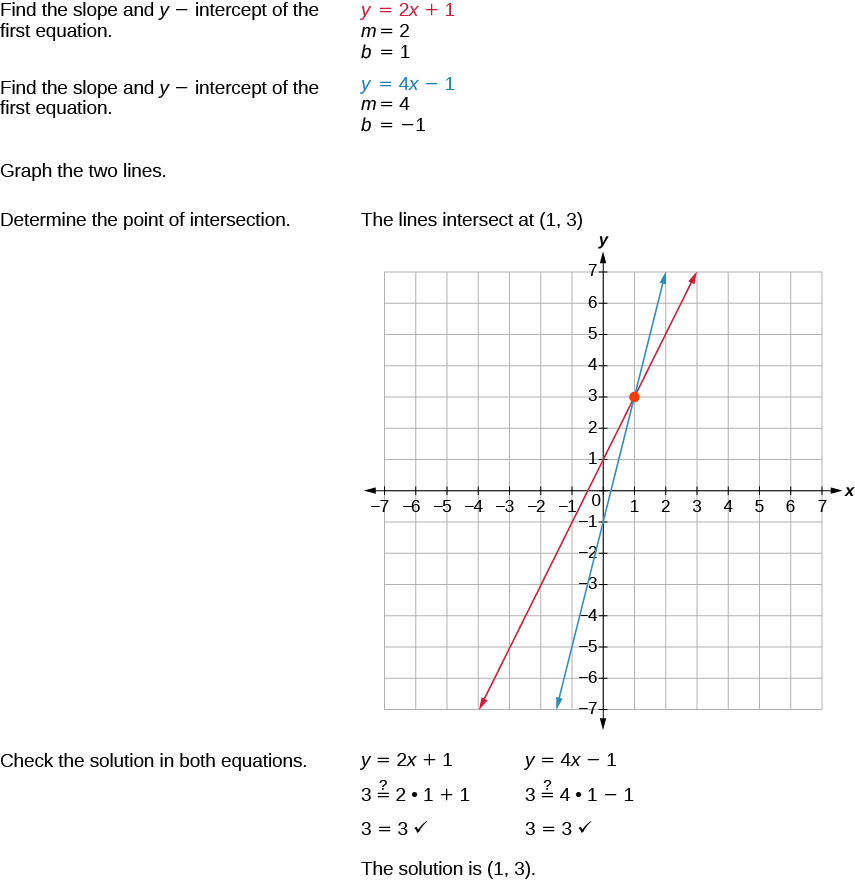 Find the slope and y − intercept of the
first equation.
y = 2x + 1
m = 2
b = 1
Find the slope and y − intercept of the
first equation.
y = 4x − 1
m = 4
b = −1
Graph the two lines.
Determine the point of intersection.
The lines intersect at (1, 3)
y
7
6
5
4
3
2
1
x
−7 −6 −5 −4 −3 −2 −1 0 1 2 3 4 5 6 7
−1
−2
−3
−4
−5
−6
−7
Check the solution in both equations.
y = 2x + 1 y = 4x − 1
3 ≟ 2 • 1 + 1 3 ≟ 4 • 1 − 1
3 = 3 ✓ 3 = 3 ✓
The solution is (1, 3).